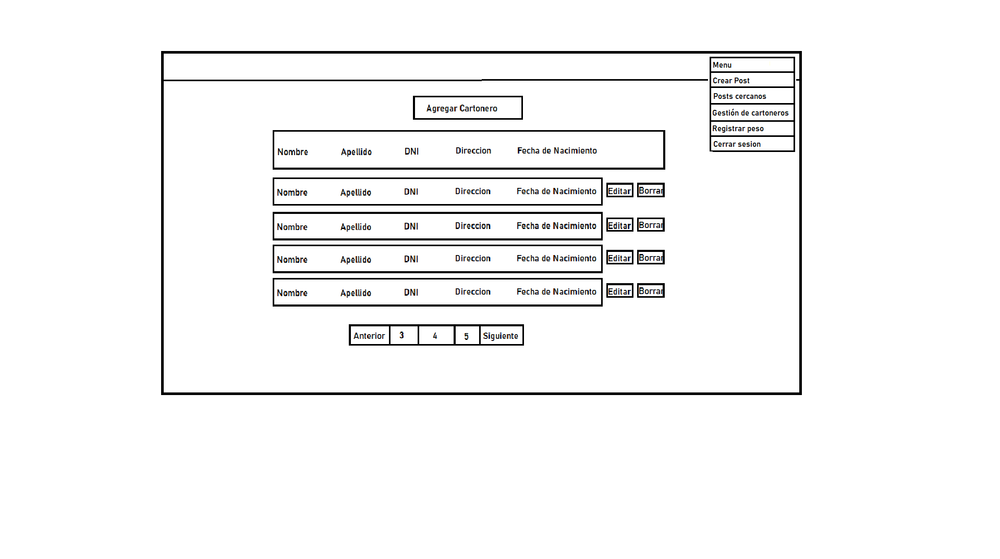 Menu
Crear Post
Posts cercanos
Gestión de cartoneros
Registrar peso
Cerrar sesion
Agregar Cartonero
Nombre Apellido DNI Direccion Fecha de Nacimiento
Nombre Apellido DNI Direccion Fecha de Nacimiento Editar Borrar
Nombre Apellido DNI Direccion Fecha de Nacimiento Editar Borrar
Nombre Apellido DNI Direccion Fecha de Nacimiento Editar Borrar
Nombre Apellido DNI Direccion Fecha de Nacimiento Editar Borrar
Anterior 3 4 5 Siguiente